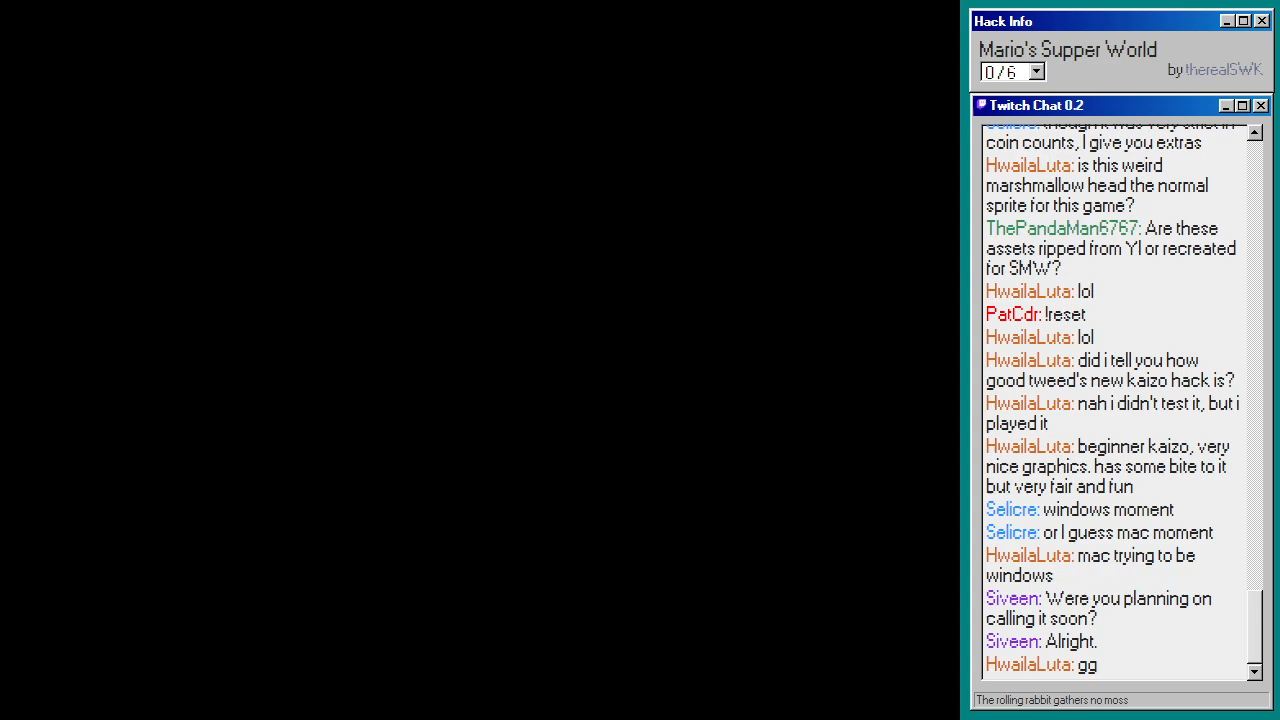 Hack Info
Mario's Supper World
0/6
by therealSWK
Twitch Chat 0.2
coin counts, I give you extras
HwailaLuta: is this weird
marshmallow head the normal
sprite for this game?
ThePandaMan6767: Are these
assets ripped from YI or recreated
for SMW?
HwailaLuta: lol
PatCdr: !reset
HwailaLuta: lol
HwailaLuta: did i tell you how
good tweed's new kaizo hack is?
HwailaLuta: nah i didn't test it, but i
played it
HwailaLuta: beginner kaizo, very
nice graphics. has some bite to it
but very fair and fun
Selicre: windows moment
Selicre: or I guess mac moment
HwailaLuta: mac trying to be
windows
Siveen: Were you planning on
calling it soon?
Siveen: Alright.
HwailaLuta: gg
The rolling rabbit gathers no moss